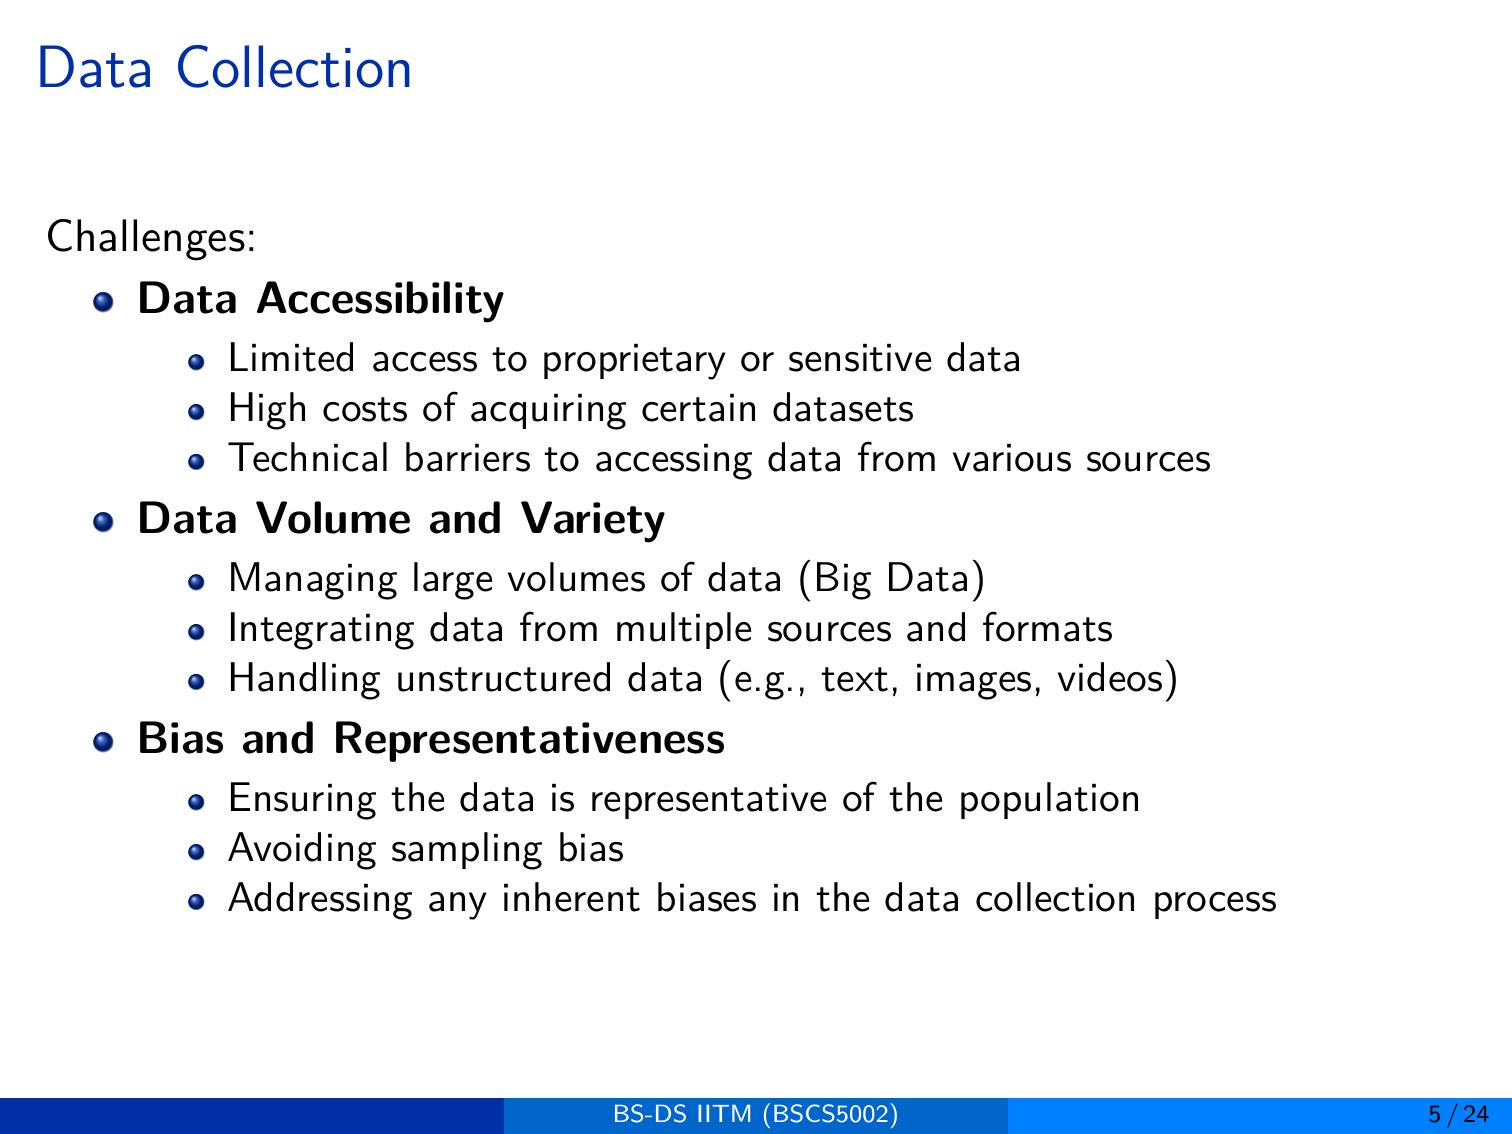 Data Collection
Challenges:
Data Accessibility
Limited access to proprietary or sensitive data
High costs of acquiring certain datasets
Technical barriers to accessing data from various sources
Data Volume and Variety
Managing large volumes of data (Big Data)
Integrating data from multiple sources and formats
Handling unstructured data (e.g., text, images, videos)
Bias and Representativeness
Ensuring the data is representative of the population
Avoiding sampling bias
Addressing any inherent biases in the data collection process
BS-DS IITM (BSCS5002)
5 / 24